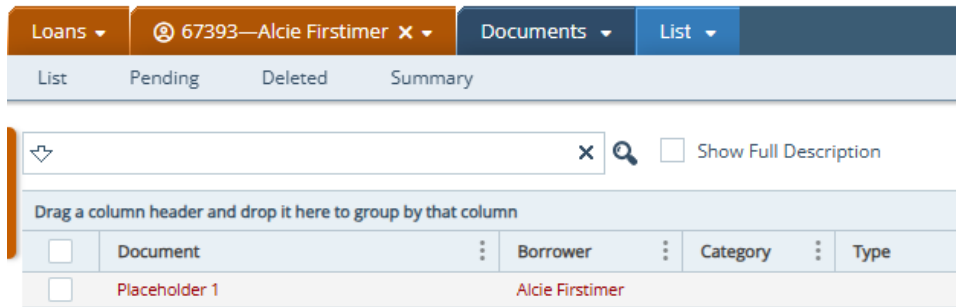 Loans 67393—Alcie Firstimer Documents List
List Pending Deleted Summary
Show Full Description
Drag a column header and drop it here to group by that column
Document Borrower Category Type
Placeholder 1 Alcie Firstimer